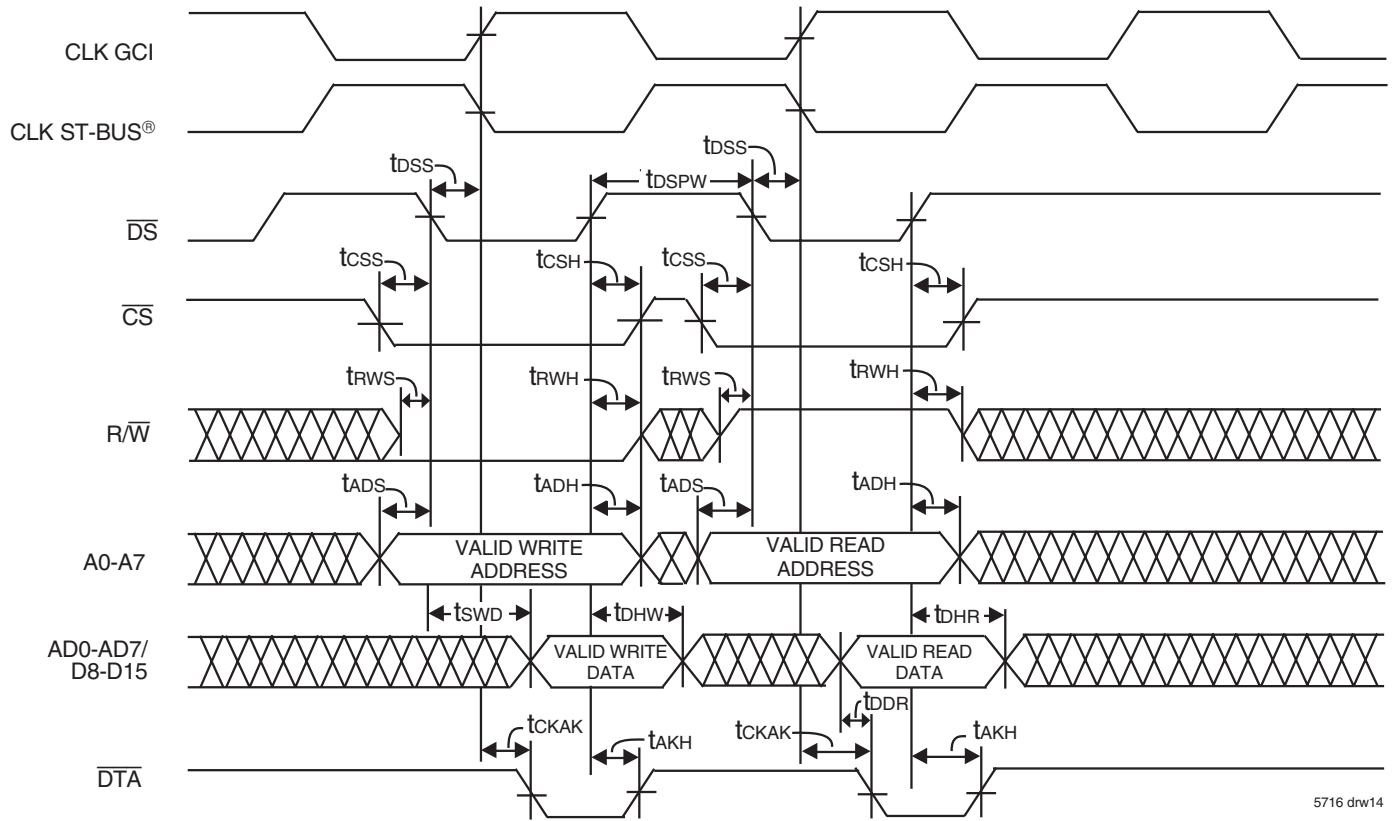 CLK GCI
CLK ST-BUS®
tDSS
tDSPW
tDSS
DS
tCSS
tCSH
tCSS
tCSH
CS
tRWS
tRWH
tRWS
tRWH
R/W
tADS
tADH
tADS
tADH
A0-A7
VALID WRITE
ADDRESS
VALID READ
ADDRESS
tSWD
tDHW
tDHR
AD0-AD7/
D8-D15
VALID WRITE
DATA
VALID READ
DATA
tDDR
tCKAK
tAKH
tCKAK
tAKH
DTA
5716 drw14